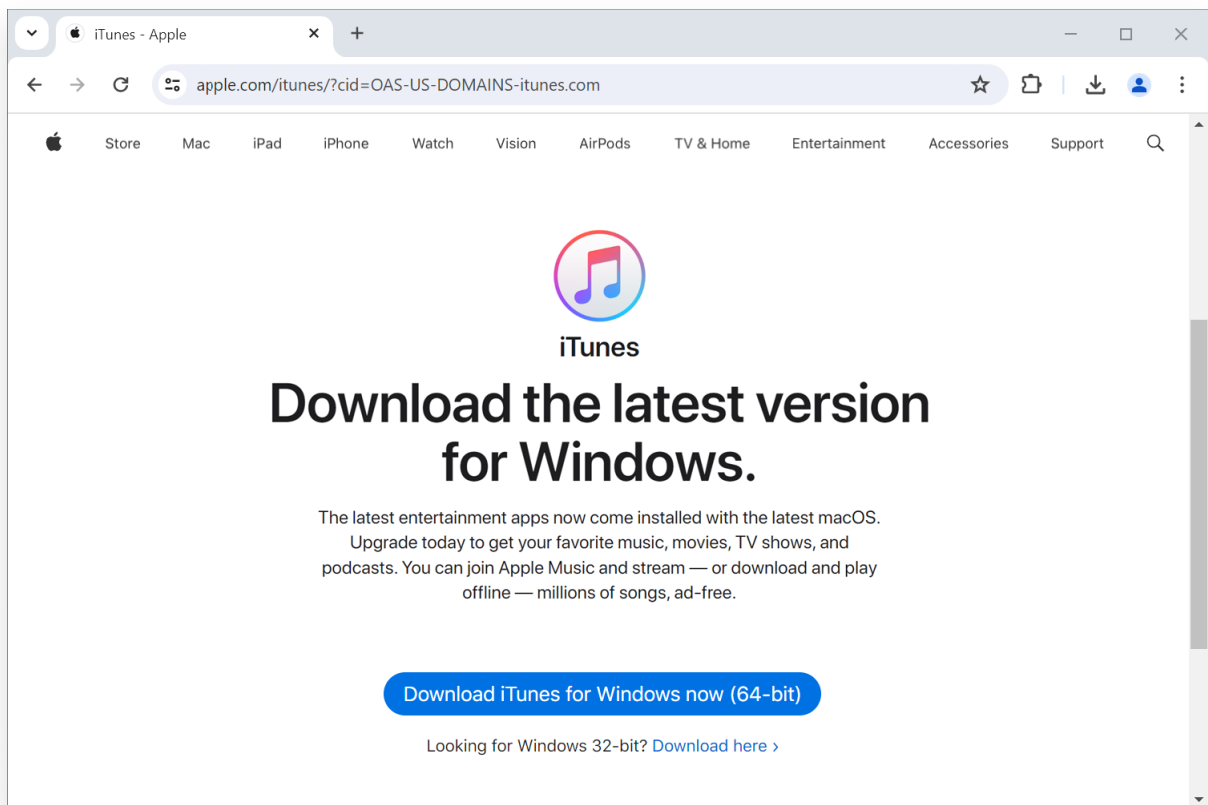 iTunes - Apple
apple.com/itunes/?cid=OAS-US-DOMAINS-itunes.com
Store Mac iPad iPhone Watch Vision AirPods TV & Home Entertainment Accessories Support
iTunes
Download the latest version
for Windows.
The latest entertainment apps now come installed with the latest macOS.
Upgrade today to get your favorite music, movies, TV shows, and
podcasts. You can join Apple Music and stream — or download and play
offline — millions of songs, ad-free.
Download iTunes for Windows now (64-bit)
Looking for Windows 32-bit? Download here ›